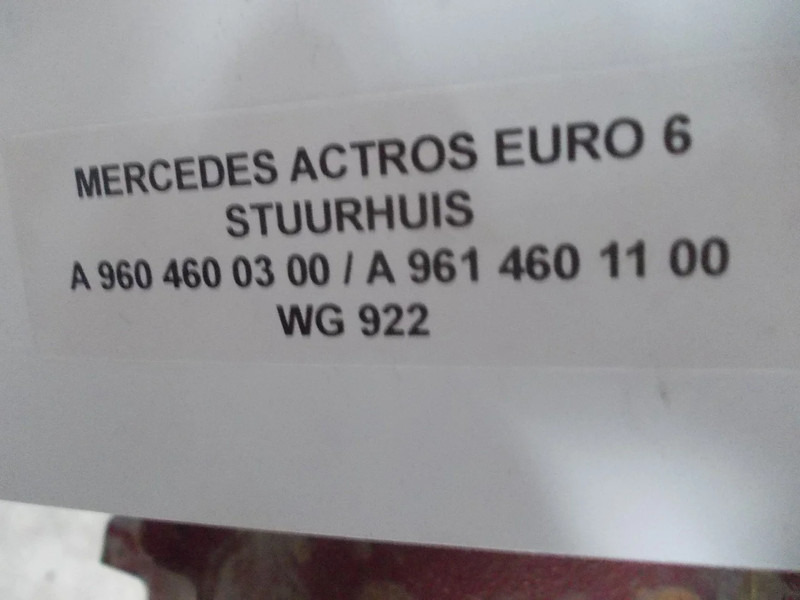 MERCEDES ACTROS EURO 6
STUURHUIS
A 960 460 03 00 / A 961 460 11 00
WG 922